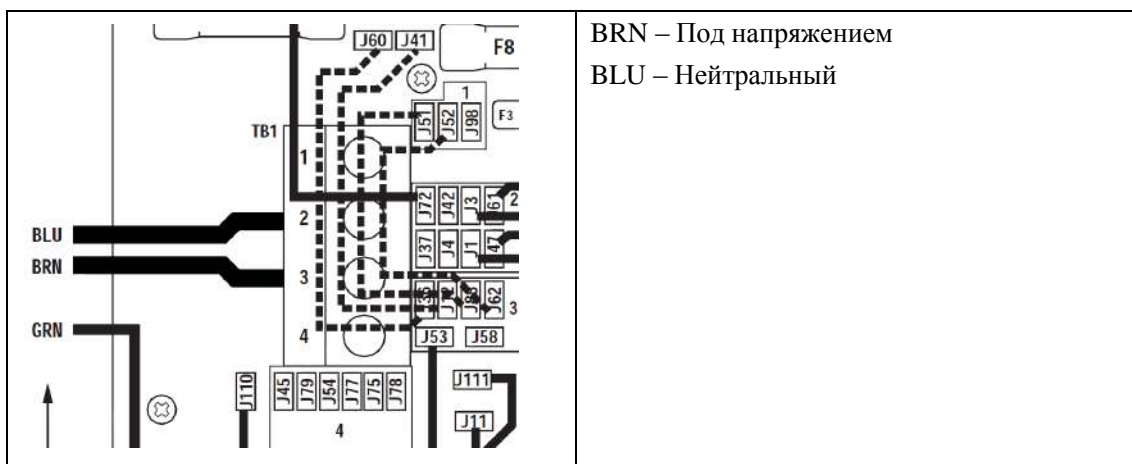 BRN – Под напряжением
BLU – Нейтральный
J60 J41
F8
1
J51 J52 J98
F3
TB1
1
J72 J42 J3 J61 2
2
BLU
J37 J4 J1 47
BRN
3
J62 3
GRN
4
J53 J58
J110
J45 J79 J54 J77 J75 J78
J111
J11
4